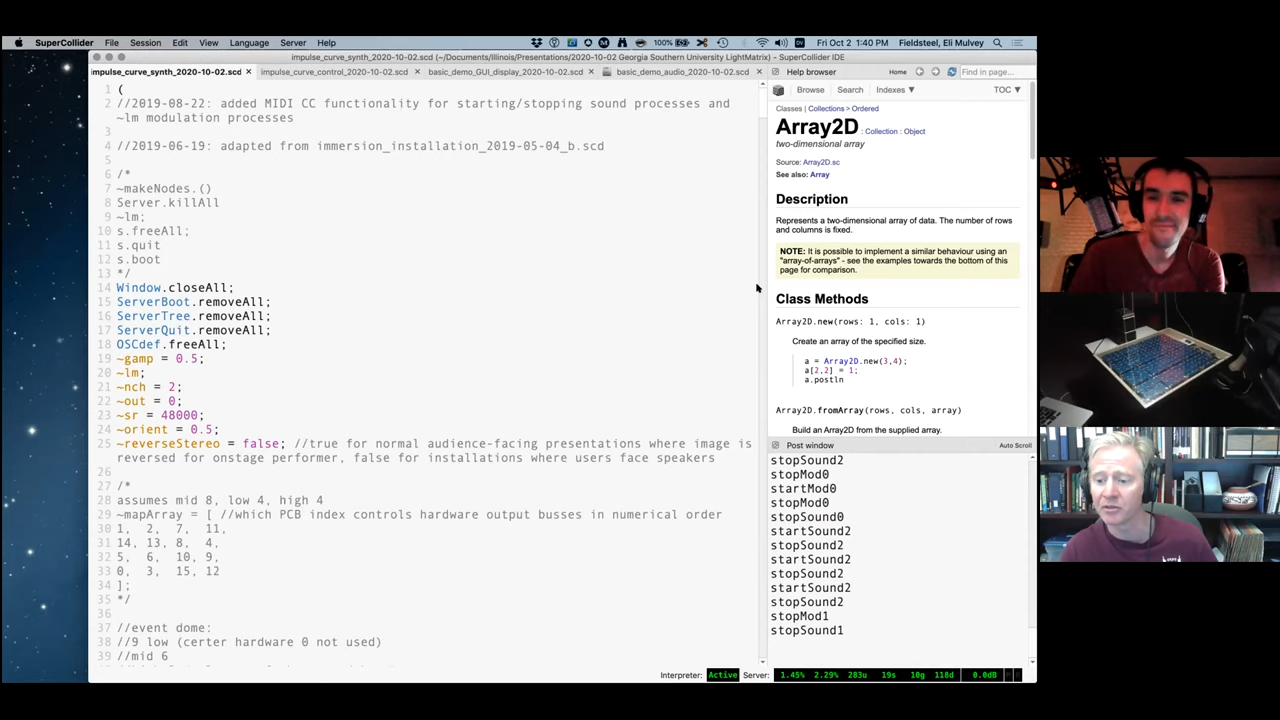 SuperCollider File Session Edit View Language Server Help 100% Fri Oct 2 1:40 PM Fieldsteel, Eli Mulvey
impulse_curve_synth_2020-10-02.scd (~/Documents/Illinois/Presentations/2020-10-02 Georgia Southern University LightMatrix) - SuperCollider IDE
impulse_curve_synth_2020-10-02.scd impulse_curve_control_2020-10-02.scd basic_demo_GUI_display_2020-10-02.scd basic_demo_audio_2020-10-02.scd
1 (
2 //2019-08-22: added MIDI CC functionality for starting/stopping sound processes and
~lm modulation processes
3
4 //2019-06-19: adapted from immersion_installation_2019-05-04_b.scd
5
6 /*
7 ~makeNodes.()
8 Server.killAll
9 ~lm;
10 s.freeAll;
11 s.quit
12 s.boot
13 */
14 Window.closeAll;
15 ServerBoot.removeAll;
16 ServerTree.removeAll;
17 ServerQuit.removeAll;
18 OSCdef.freeAll;
19 ~gamp = 0.5;
20 ~lm;
21 ~nch = 2;
22 ~out = 0;
23 ~sr = 48000;
24 ~orient = 0.5;
25 ~reverseStereo = false; //true for normal audience-facing presentations where image is
reversed for onstage performer, false for installations where users face speakers
26
27 /*
28 assumes mid 8, low 4, high 4
29 ~mapArray = [ //which PCB index controls hardware output busses in numerical order
30 1, 2, 7, 11,
31 14, 13, 8, 4,
32 5, 6, 10, 9,
33 0, 3, 15, 12
34 ];
35 */
36
37 //event dome:
38 //9 low (certer hardware 0 not used)
39 //mid 6
Help browser Home Find in page...
Browse Search Indexes ▼ TOC ▼
Classes | Collections > Ordered
Array2D : Collection : Object
two-dimensional array
Source: Array2D.sc
See also: Array
Description
Represents a two-dimensional array of data. The number of rows
and columns is fixed.
NOTE: It is possible to implement a similar behaviour using an
"array-of-arrays" - see the examples towards the bottom of this
page for comparison.
Class Methods
Array2D.new(rows: 1, cols: 1)
Create an array of the specified size.
a = Array2D.new(3,4);
a[2,2] = 1;
a.postln
Array2D.fromArray(rows, cols, array)
Build an Array2D from the supplied array.
Post window Auto Scroll
stopSound2
stopMod0
startMod0
stopMod0
stopSound0
startSound2
stopSound2
startSound2
stopSound2
startSound2
stopSound2
stopMod1
stopSound1
Interpreter: Active Server: 1.45% 2.29% 283u 19s 10g 118d 0.0dB